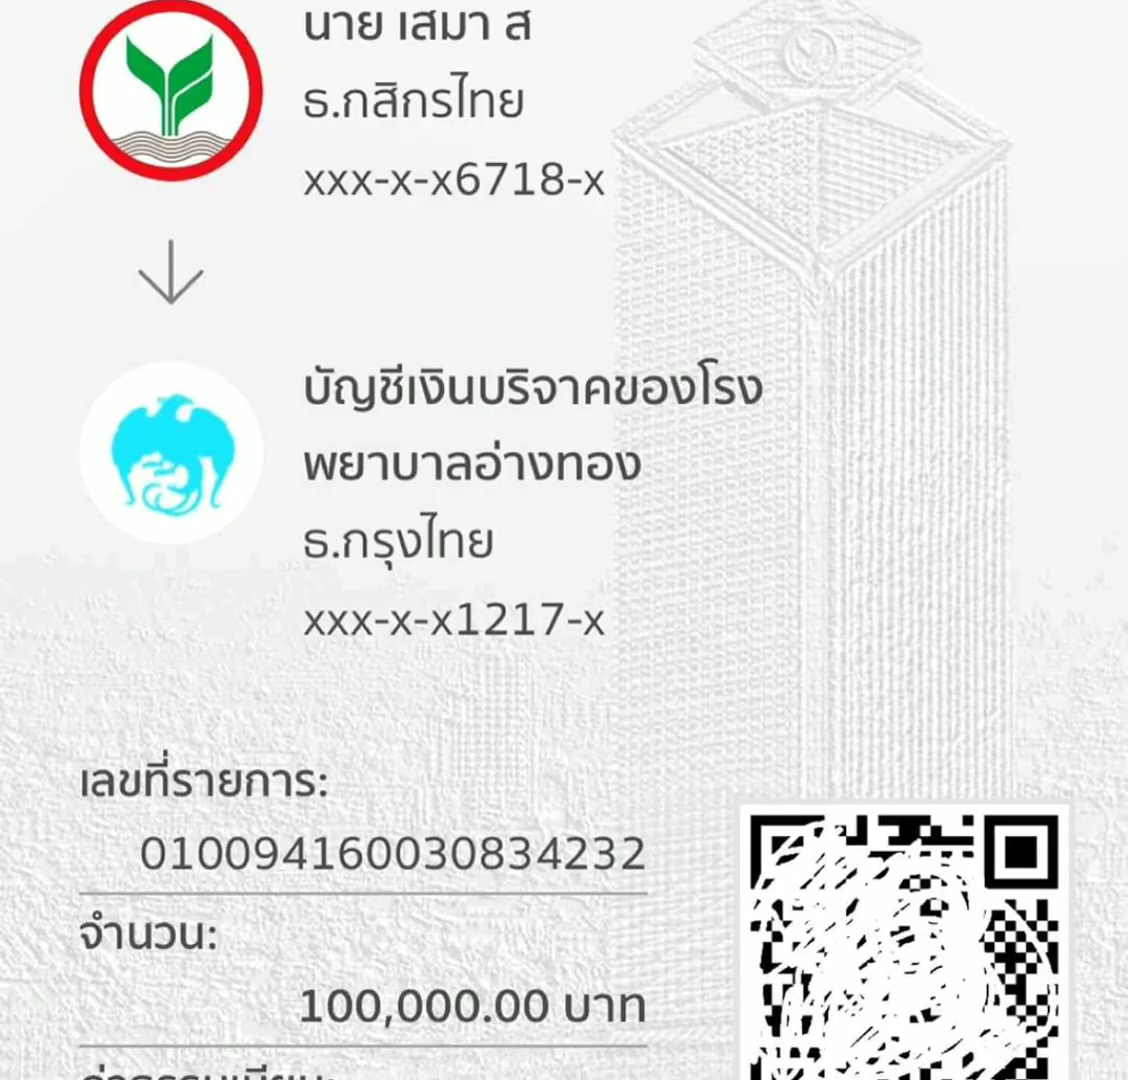 นาย เสมา ส
ธ.กสิกรไทย
xxx-x-x6718-x
บัญชีเงินบริจาคของโรง
พยาบาลอ่างทอง
ธ.กรุงไทย
xxx-x-x1217-x
เลขที่รายการ:
010094160030834232
จำนวน:
100,000.00 บาท